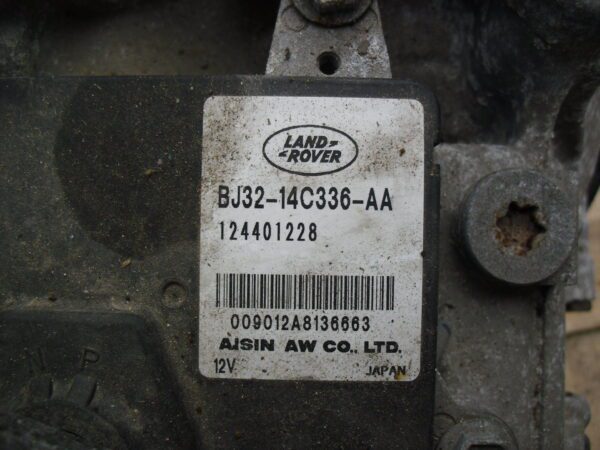 LAND
ROVER
BJ32-14C336-AA
124401228
009012A8136663
AISIN AW CO., LTD.
12V JAPAN
N P